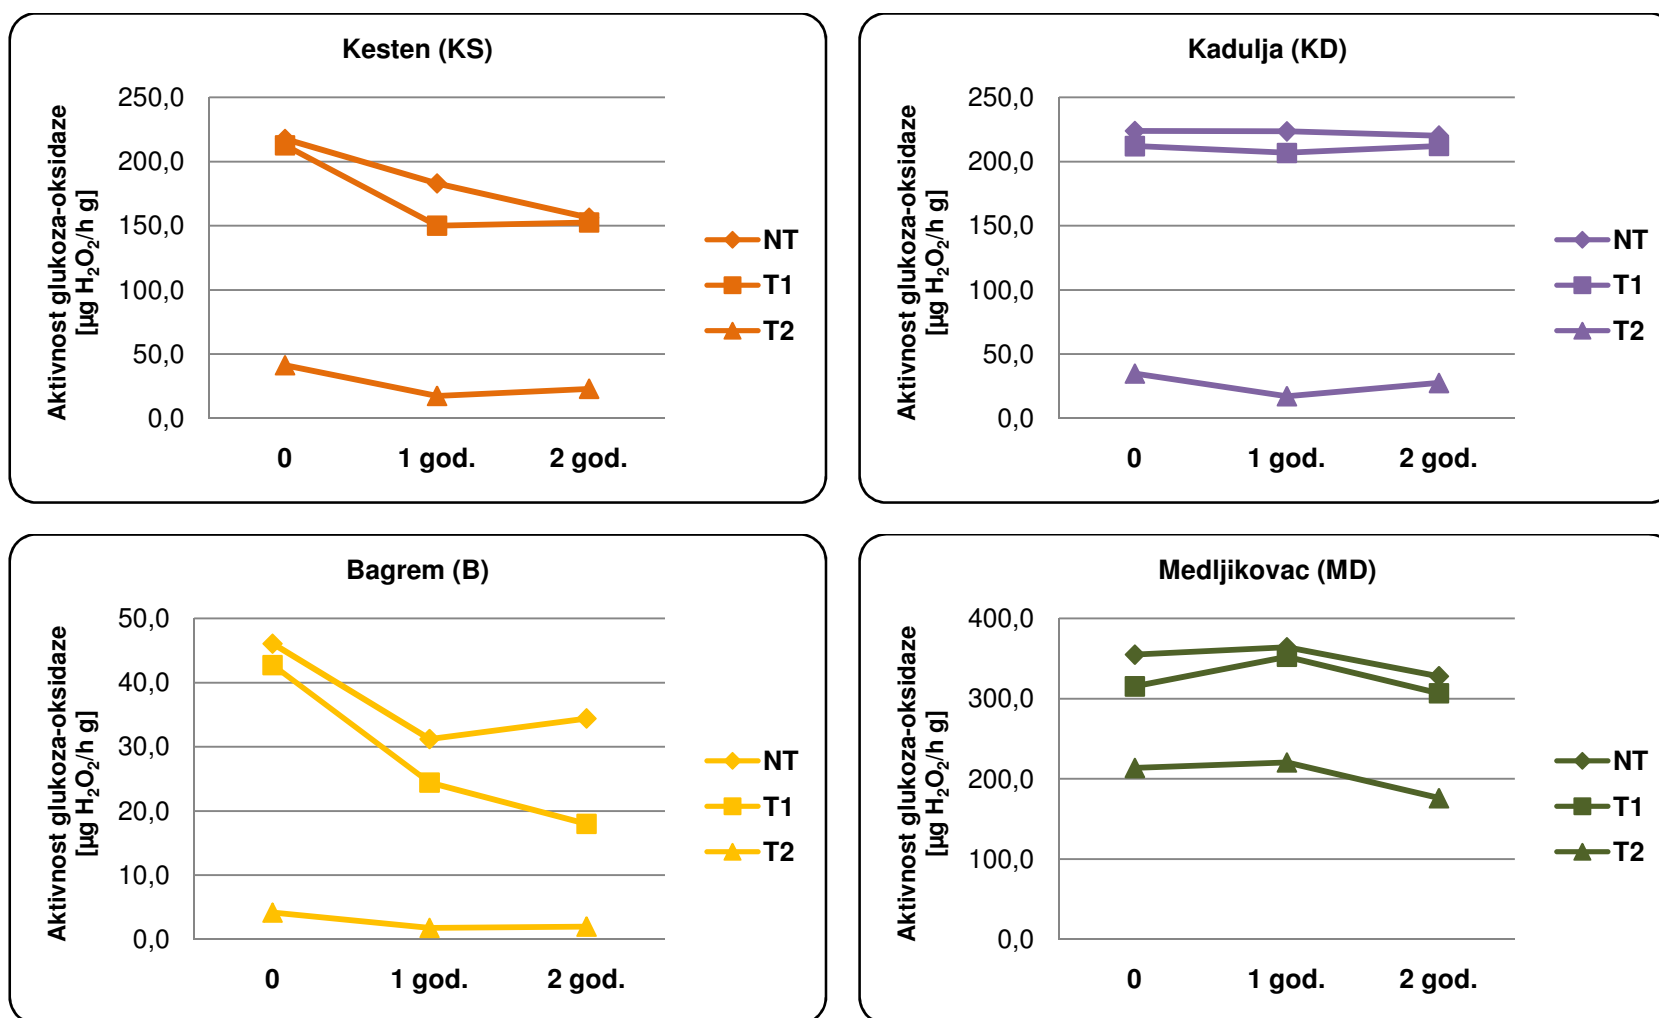 Kesten (KS)
Aktivnost glukoza-oksidaze
[µg H₂O₂/h g]
250,0
200,0
150,0
100,0
50,0
0,0
0
1 god.
2 god.
NT
T1
T2
Kadulja (KD)
Aktivnost glukoza-oksidaze
[µg H₂O₂/h g]
250,0
200,0
150,0
100,0
50,0
0,0
0
1 god.
2 god.
NT
T1
T2
Bagrem (B)
Aktivnost glukoza-oksidaze
[µg H₂O₂/h g]
50,0
40,0
30,0
20,0
10,0
0,0
0
1 god.
2 god.
NT
T1
T2
Medljikovac (MD)
Aktivnost glukoza-oksidaze
[µg H₂O₂/h g]
400,0
300,0
200,0
100,0
0,0
0
1 god.
2 god.
NT
T1
T2